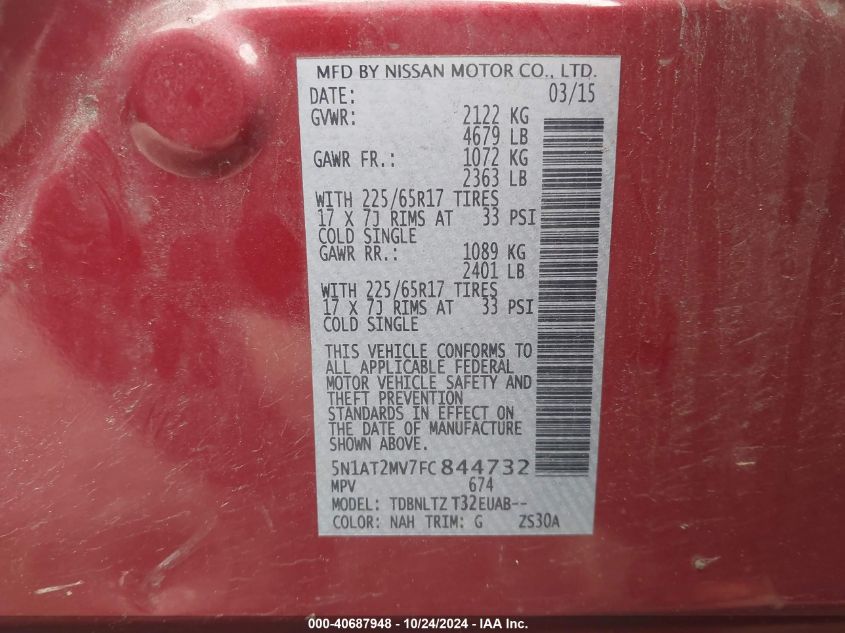 MFD BY NISSAN MOTOR CO., LTD.
DATE: 03/15
GVWR: 2122 KG
4679 LB
GAWR FR.: 1072 KG
2363 LB
WITH 225/65R17 TIRES
17 X 7J RIMS AT 33 PSI
COLD SINGLE
GAWR RR.: 1089 KG
2401 LB
WITH 225/65R17 TIRES
17 X 7J RIMS AT 33 PSI
COLD SINGLE
THIS VEHICLE CONFORMS TO
ALL APPLICABLE FEDERAL
MOTOR VEHICLE SAFETY AND
THEFT PREVENTION
STANDARDS IN EFFECT ON
THE DATE OF MANUFACTURE
SHOWN ABOVE.
5N1AT2MV7FC844732
MPV 674
MODEL: TDBNLTZ T32EUAB--
COLOR: NAH TRIM: G ZS30A
000-40687948 - 10/24/2024 - IAA Inc.